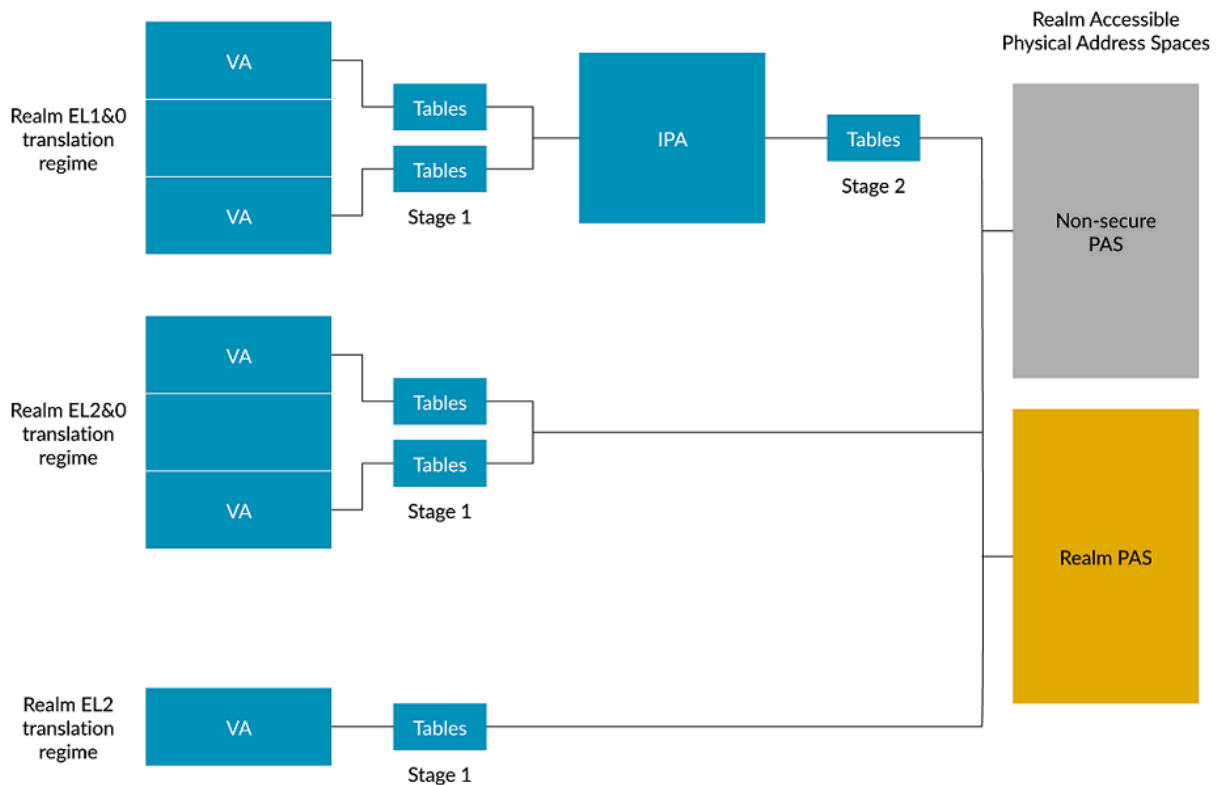 Realm Accessible
Physical Address Spaces
Realm EL1&0
translation
regime
VA
VA
Tables
Tables
Stage 1
IPA
Tables
Stage 2
Non-secure
PAS
Realm EL2&0
translation
regime
VA
VA
Tables
Tables
Stage 1
Realm PAS
Realm EL2
translation
regime
VA
Tables
Stage 1